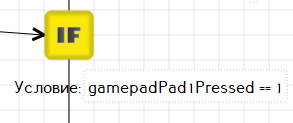 IF
Условие: gamepadPad1Pressed == 1